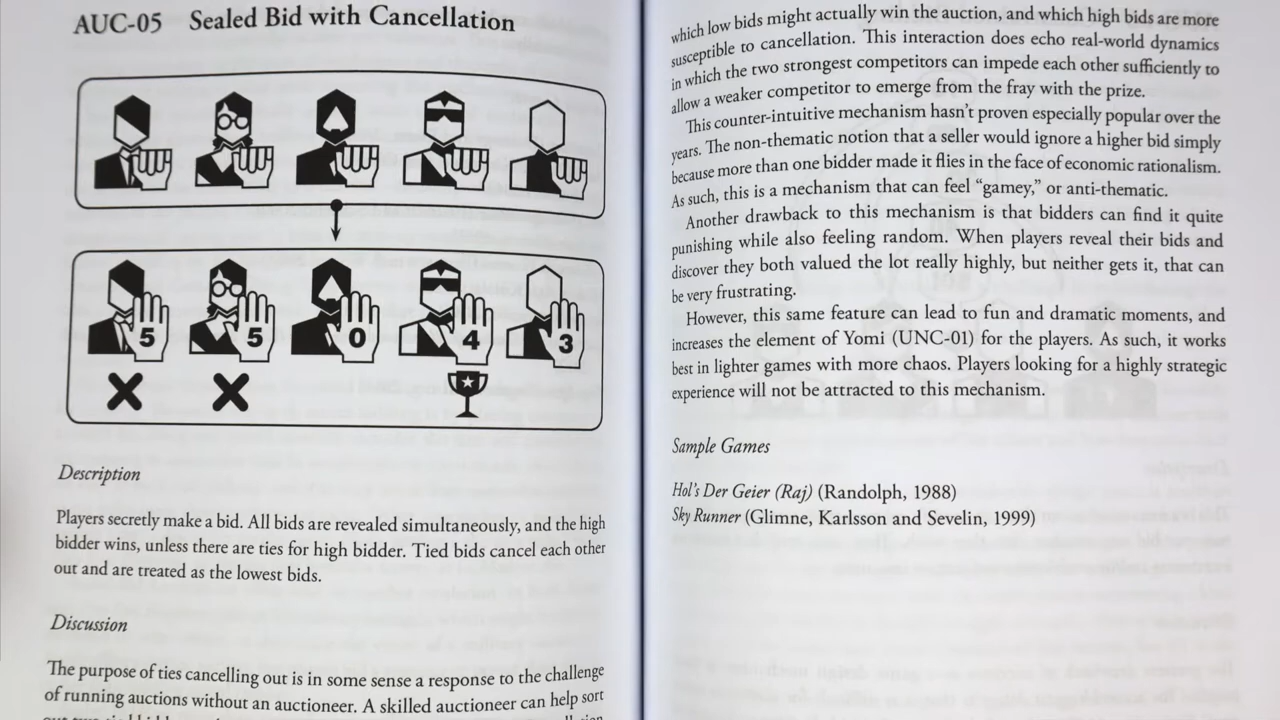 AUC-05 Sealed Bid with Cancellation
5 5 0 4 3
Description
Players secretly make a bid. All bids are revealed simultaneously, and the high
bidder wins, unless there are ties for high bidder. Tied bids cancel each other
out and are treated as the lowest bids.
Discussion
The purpose of ties cancelling out is in some sense a response to the challenge
of running auctions without an auctioneer. A skilled auctioneer can help sort
which low bids might actually win the auction, and which high bids are more
susceptible to cancellation. This interaction does echo real-world dynamics
in which the two strongest competitors can impede each other sufficiently to
allow a weaker competitor to emerge from the fray with the prize.
This counter-intuitive mechanism hasn't proven especially popular over the
years. The non-thematic notion that a seller would ignore a higher bid simply
because more than one bidder made it flies in the face of economic rationalism.
As such, this is a mechanism that can feel “gamey,” or anti-thematic.
Another drawback to this mechanism is that bidders can find it quite
punishing while also feeling random. When players reveal their bids and
discover they both valued the lot really highly, but neither gets it, that can
be very frustrating.
However, this same feature can lead to fun and dramatic moments, and
increases the element of Yomi (UNC-01) for the players. As such, it works
best in lighter games with more chaos. Players looking for a highly strategic
experience will not be attracted to this mechanism.
Sample Games
Hol's Der Geier (Raj) (Randolph, 1988)
Sky Runner (Glimne, Karlsson and Sevelin, 1999)